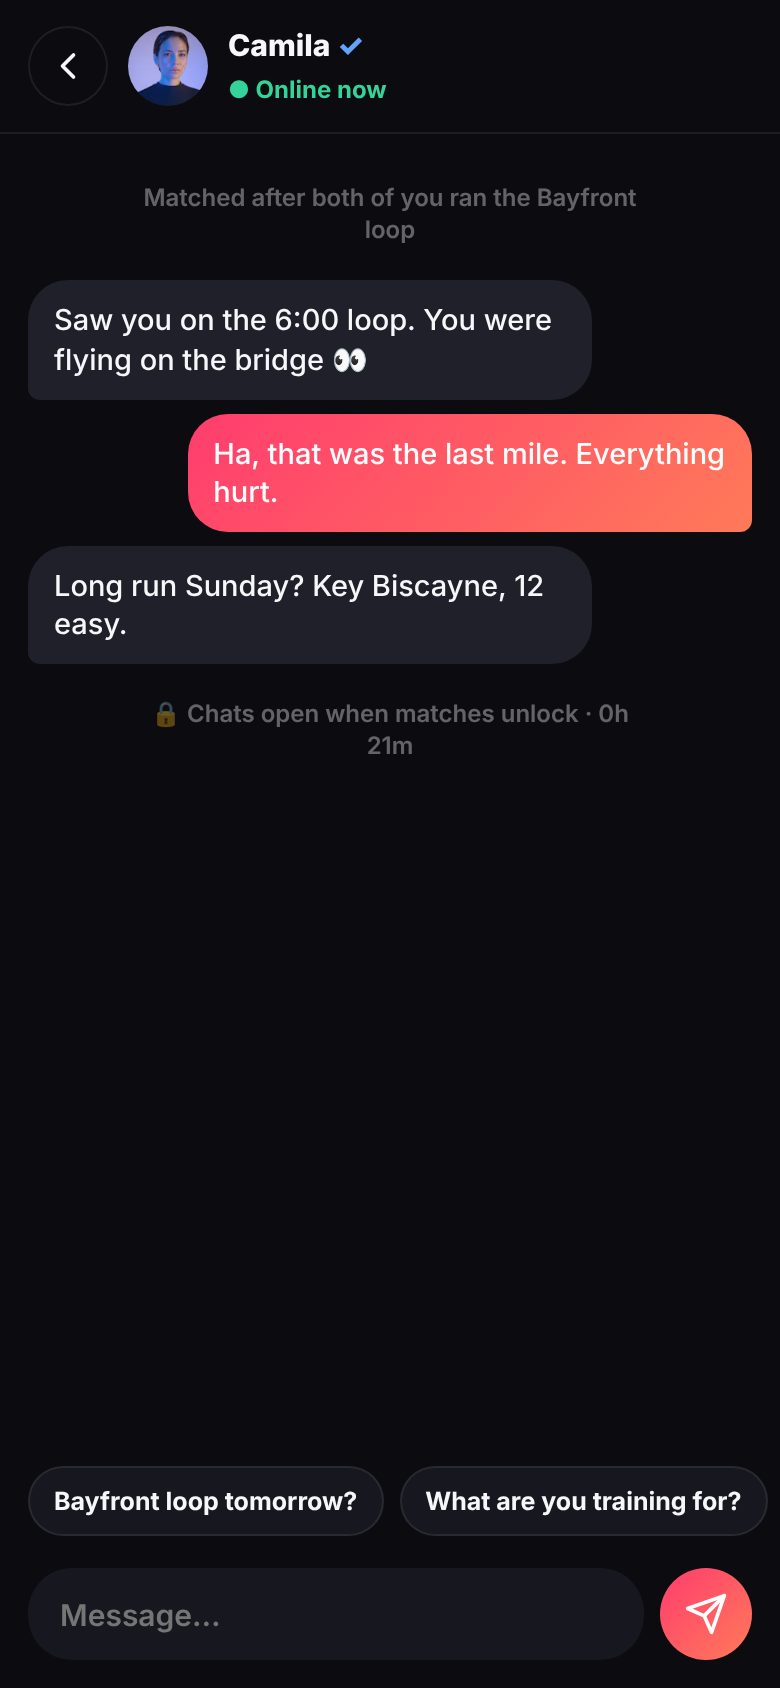 Camila
Online now
Matched after both of you ran the Bayfront
loop
Saw you on the 6:00 loop. You were
flying on the bridge 👀
Ha, that was the last mile. Everything
hurt.
Long run Sunday? Key Biscayne, 12
easy.
🔒 Chats open when matches unlock · 0h
21m
Bayfront loop tomorrow?
What are you training for?
Message...